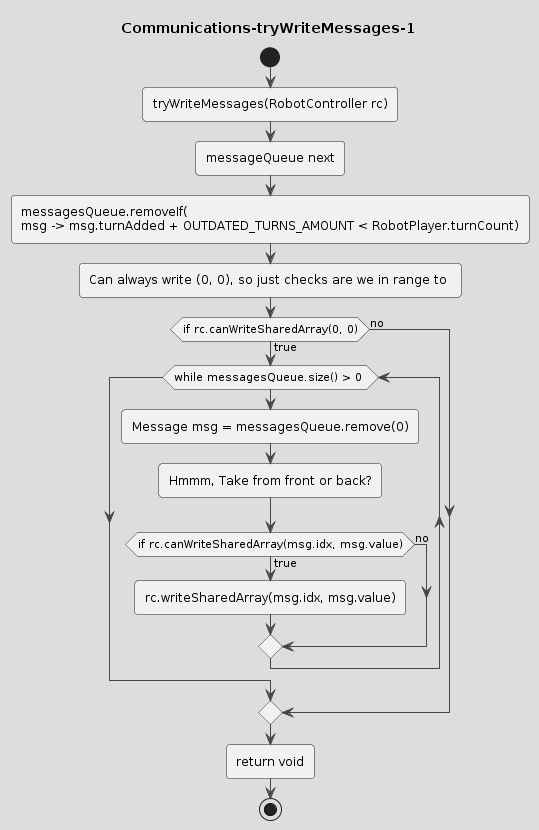 Communications-tryWriteMessages-1
tryWriteMessages(RobotController rc)
messageQueue next
messagesQueue.removeIf(
msg -> msg.turnAdded + OUTDATED_TURNS_AMOUNT < RobotPlayer.turnCount)
Can always write (0, 0), so just checks are we in range to
if rc.canWriteSharedArray(0, 0)
no
true
while messagesQueue.size() > 0
Message msg = messagesQueue.remove(0)
Hmmm, Take from front or back?
if rc.canWriteSharedArray(msg.idx, msg.value)
no
true
rc.writeSharedArray(msg.idx, msg.value)
return void